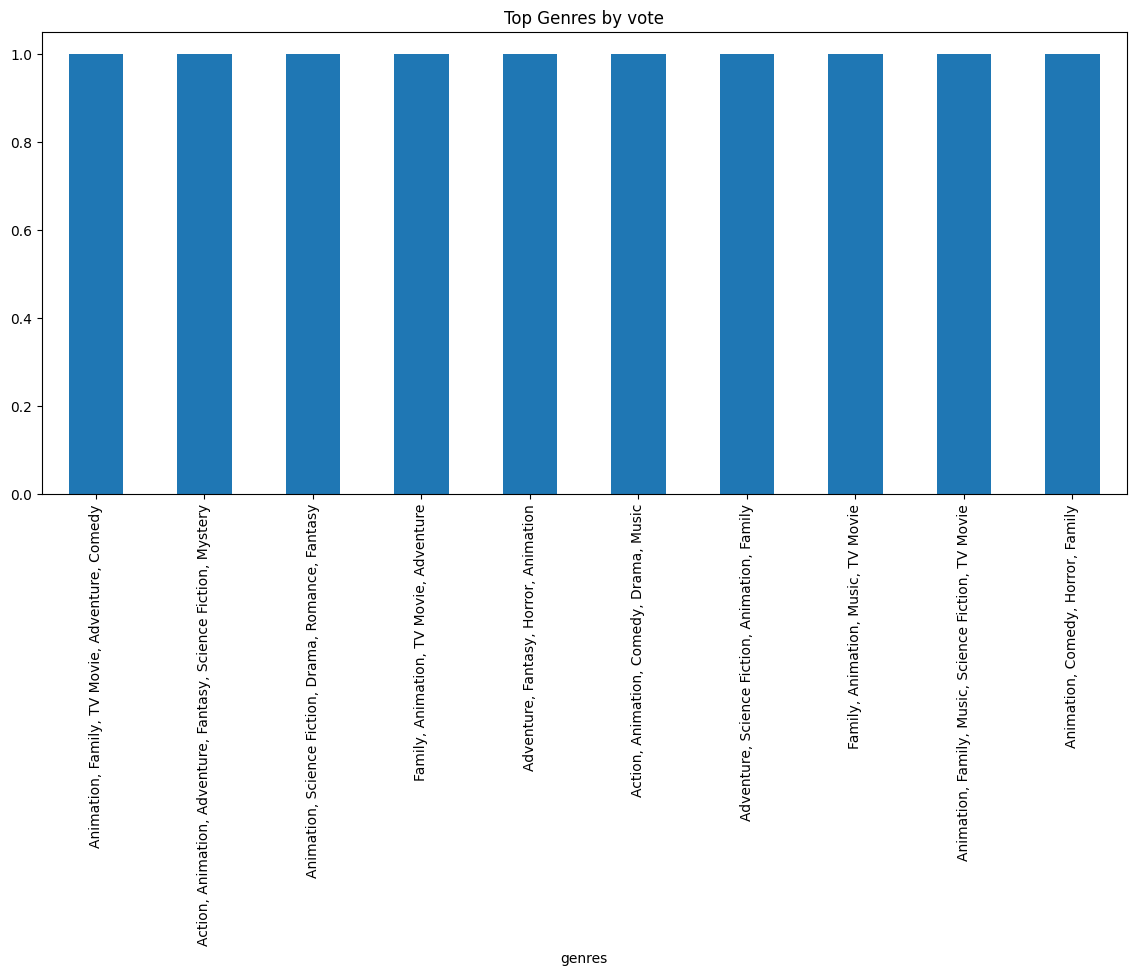 Top Genres by vote
1.0
0.8
0.6
0.4
0.2
0.0
Animation, Family, TV Movie, Adventure, Comedy
Action, Animation, Adventure, Fantasy, Science Fiction, Mystery
Animation, Science Fiction, Drama, Romance, Fantasy
Family, Animation, TV Movie, Adventure
Adventure, Fantasy, Horror, Animation
Action, Animation, Comedy, Drama, Music
Adventure, Science Fiction, Animation, Family
Family, Animation, Music, TV Movie
Animation, Family, Music, Science Fiction, TV Movie
Animation, Comedy, Horror, Family
genres